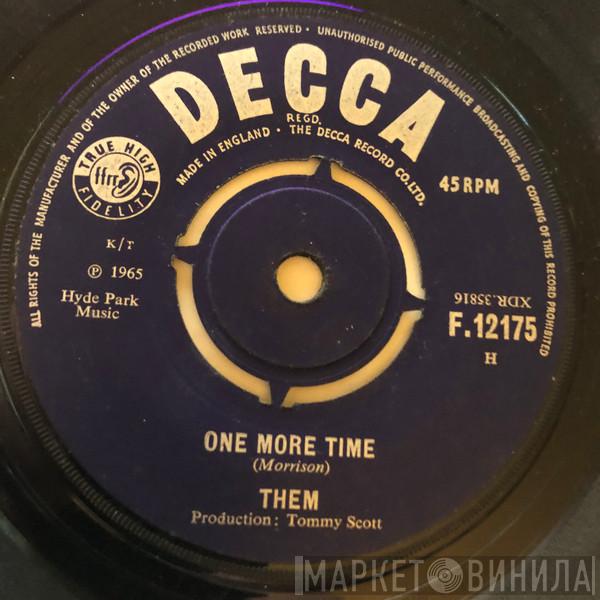 ALL RIGHTS OF THE MANUFACTURER AND OF THE OWNER OF THE RECORDED WORK RESERVED • UNAUTHORISED PUBLIC PERFORMANCE BROADCASTING AND COPYING OF THIS RECORD PROHIBITED
DECCA
REGD.
MADE IN ENGLAND • THE DECCA RECORD CO. LTD.
TRUE HIGH
ffrr
FIDELITY
45 RPM
K/T
℗ 1965
Hyde Park
Music
XDR.35816
F.12175
H
ONE MORE TIME
(Morrison)
THEM
Production : Tommy Scott
МАРКЕТ ВИНИЛА